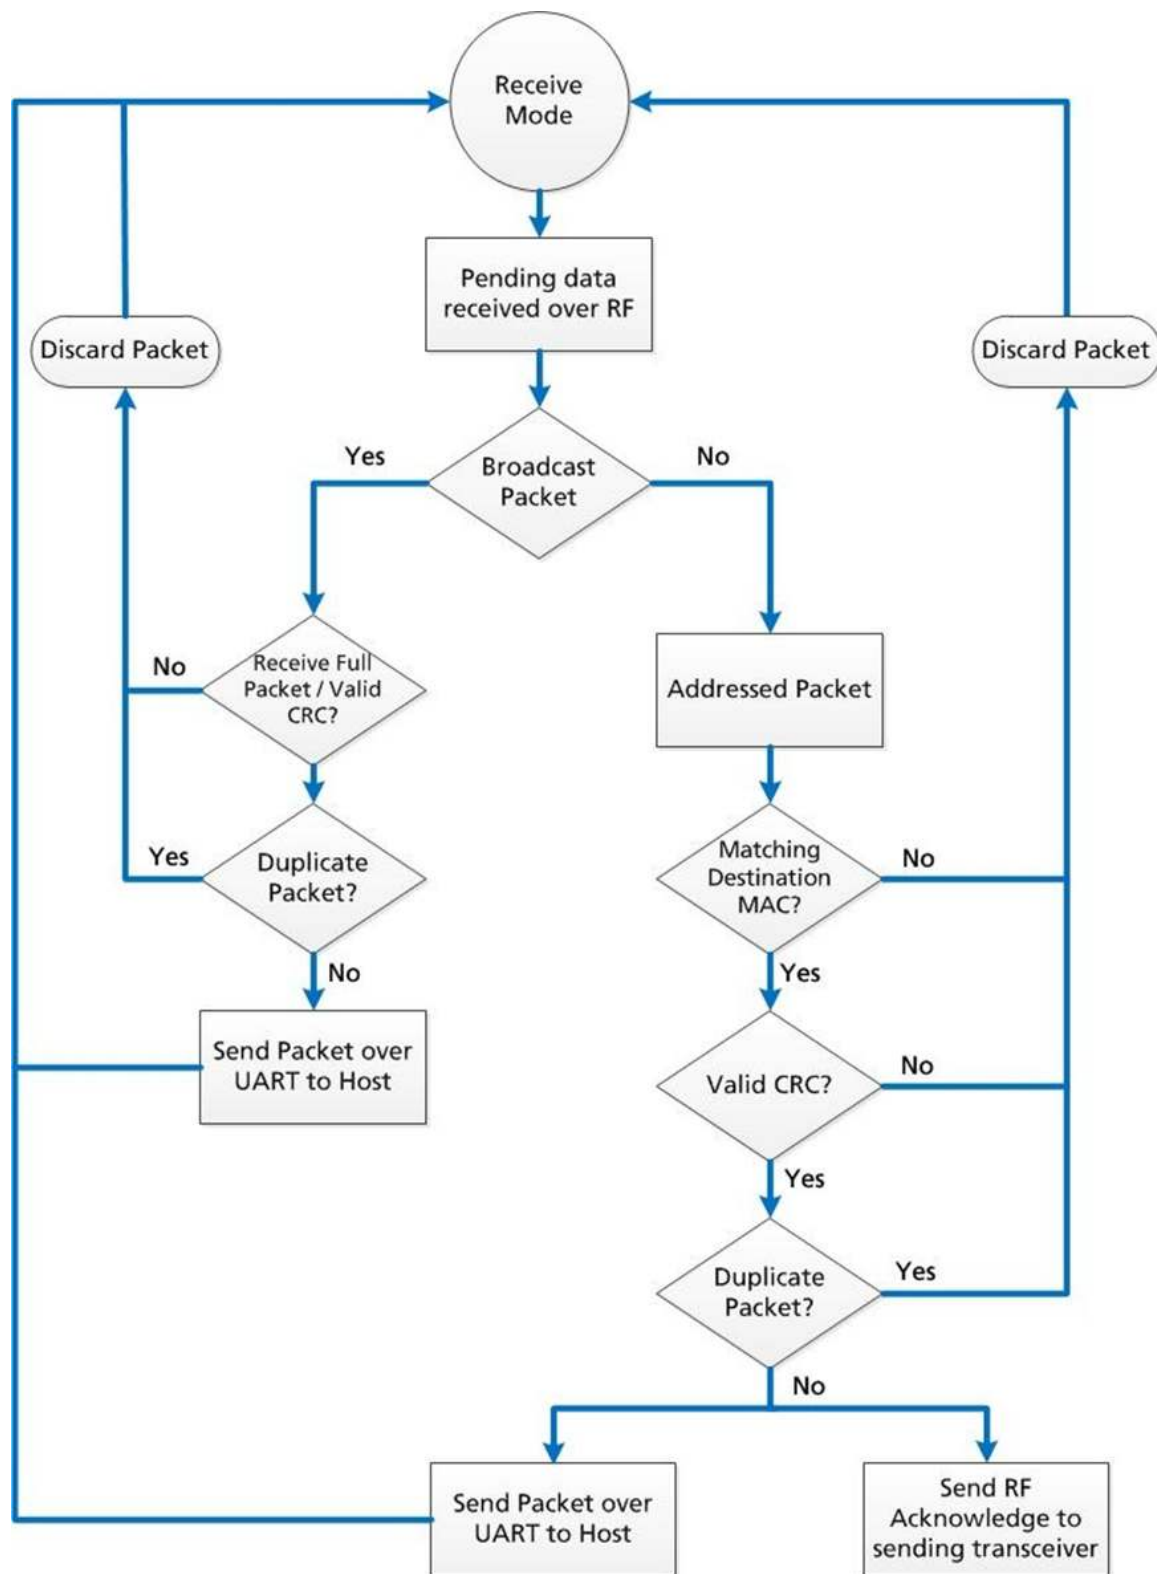 Receive
Mode
Pending data
received over RF
Discard Packet
Discard Packet
Yes
Broadcast
Packet
No
No
Receive Full
Packet / Valid
CRC?
Addressed Packet
Yes
Duplicate
Packet?
Matching
Destination
MAC?
No
No
Yes
Send Packet over
UART to Host
Valid CRC?
No
Yes
Duplicate
Packet?
Yes
No
Send Packet over
UART to Host
Send RF
Acknowledge to
sending transceiver